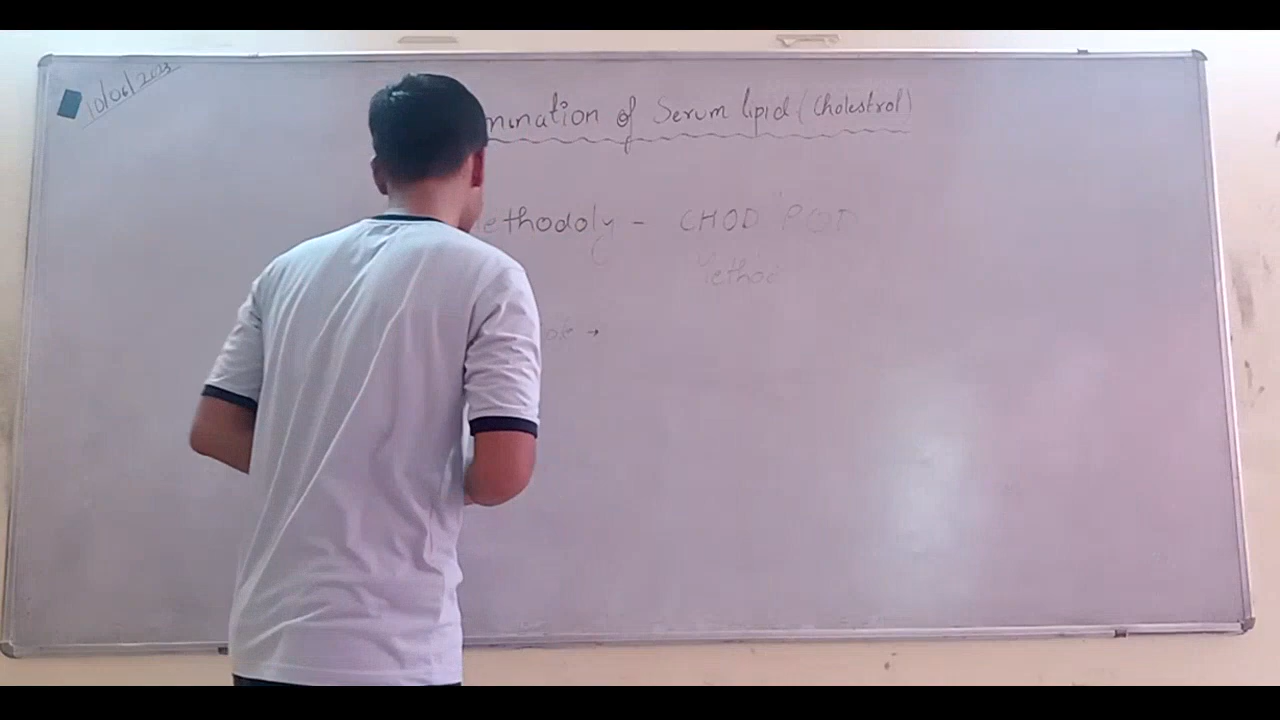 10/06/2023
mination of Serum lipid (Cholestrol)
ethodoly - CHOD POD
ethod
→